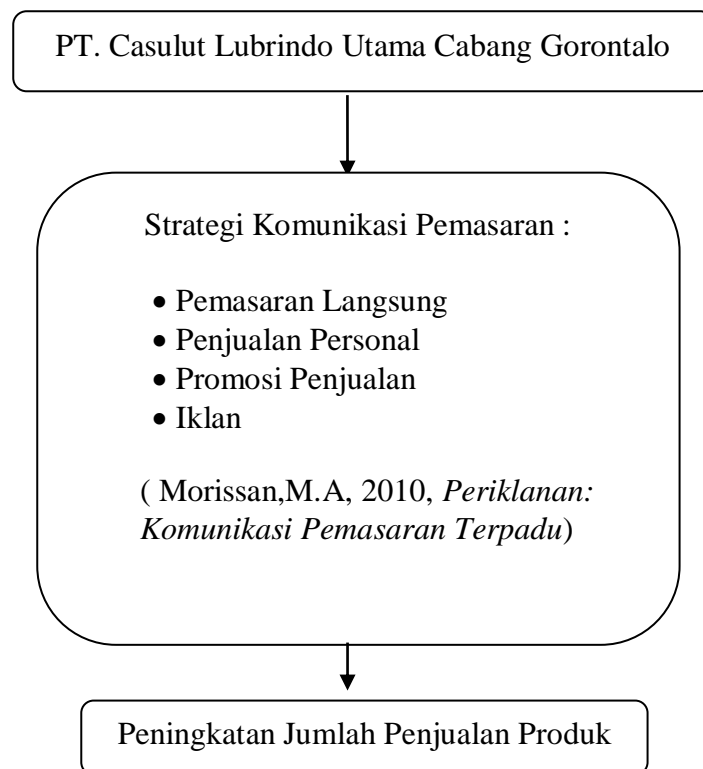 PT. Casulut Lubrindo Utama Cabang Gorontalo
Strategi Komunikasi Pemasaran :
• Pemasaran Langsung
• Penjualan Personal
• Promosi Penjualan
• Iklan
( Morissan,M.A, 2010, Periklanan:
Komunikasi Pemasaran Terpadu)
Peningkatan Jumlah Penjualan Produk